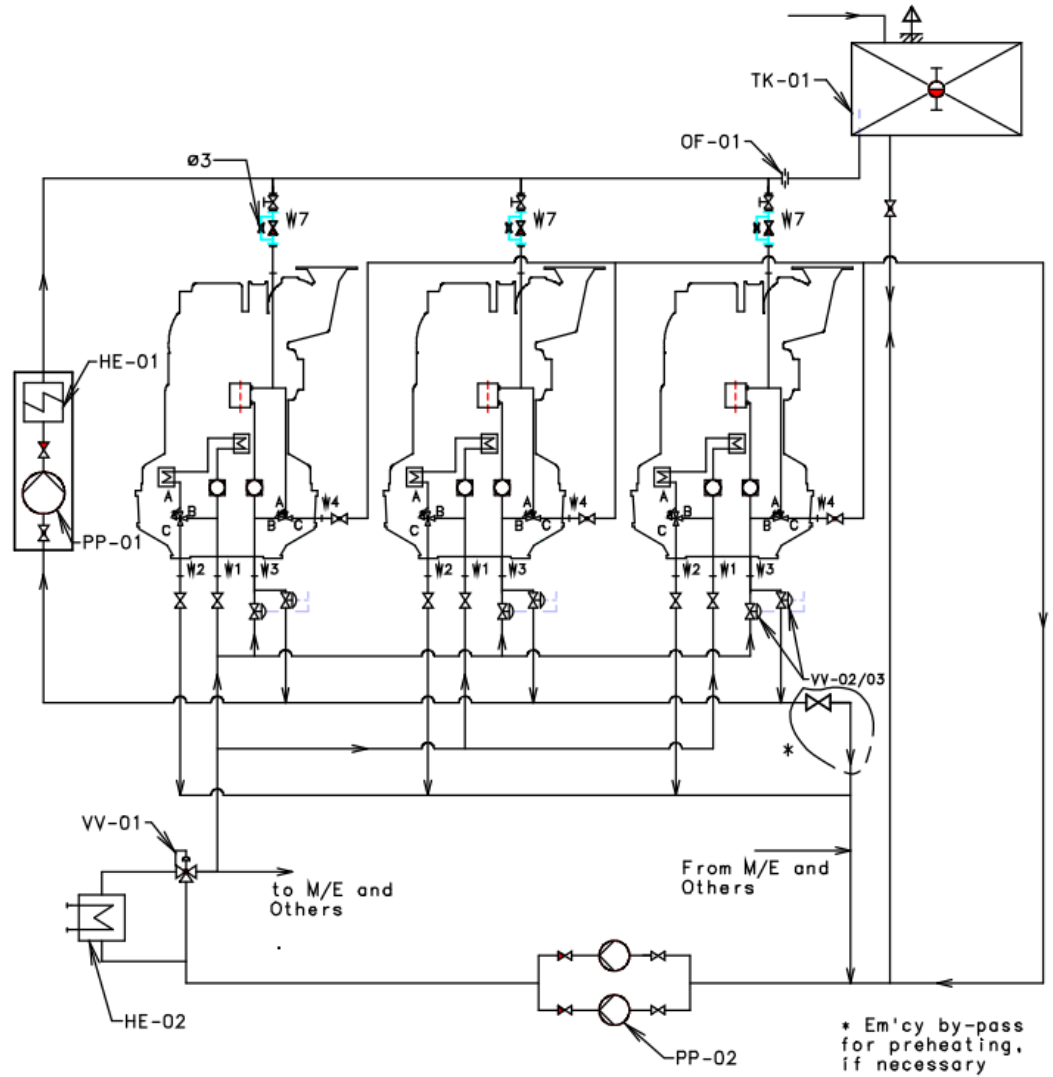 TK-01
OF-01
ø3
W7
W7
W7
HE-01
A
B
C
A
B
C
W4
A
B
C
A
B
C
W4
A
B
C
A
B
C
W4
PP-01
W2
W1
W3
W2
W1
W3
W2
W1
W3
VV-02/03
*
VV-01
to M/E and
Others
From M/E and
Others
HE-02
PP-02
* Em'cy by-pass
for preheating,
if necessary